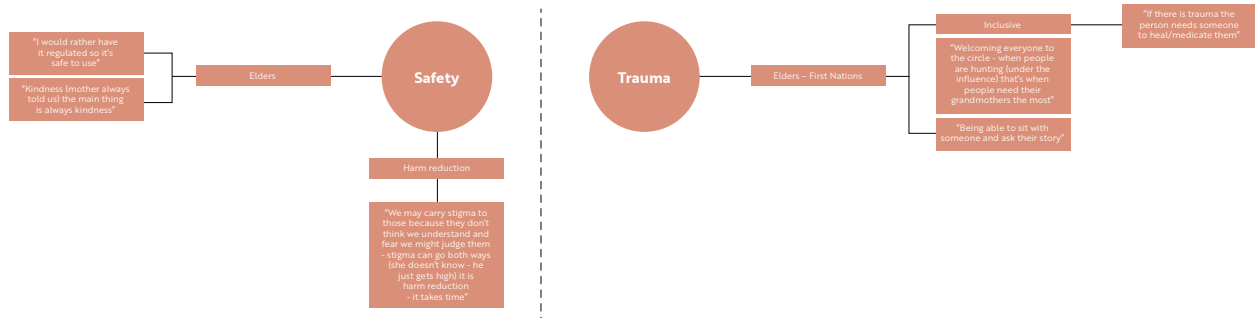 "I would rather have
it regulated so it's
safe to use"
"Kindness (mother always
told us) the main thing
is always kindness"
Elders
Safety
Harm reduction
"We may carry stigma to
those because they don't
think we understand and
fear we might judge them
- stigma can go both ways
(she doesn't know - he
just gets high) it is
harm reduction
- it takes time"
Trauma
Elders – First Nations
Inclusive
"Welcoming everyone to
the circle - when people
are hunting (under the
influence) that's when
people need their
grandmothers the most"
"Being able to sit with
someone and ask their story"
"If there is trauma the
person needs someone
to heal/medicate them"